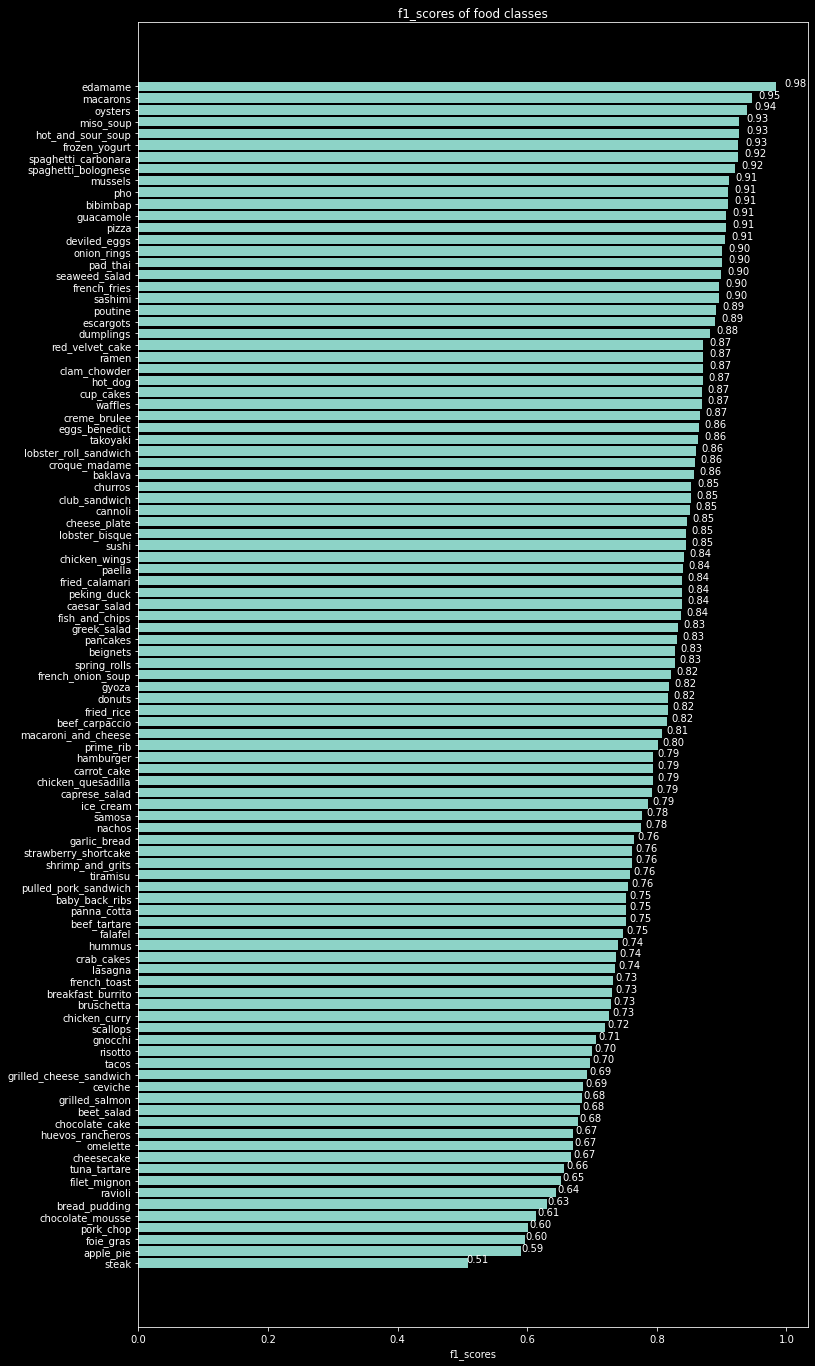 f1_scores of food classes
edamame 0.98
macarons 0.95
oysters 0.94
miso_soup 0.93
hot_and_sour_soup 0.93
frozen_yogurt 0.93
spaghetti_carbonara 0.92
spaghetti_bolognese 0.92
mussels 0.91
pho 0.91
bibimbap 0.91
guacamole 0.91
pizza 0.91
deviled_eggs 0.91
onion_rings 0.90
pad_thai 0.90
seaweed_salad 0.90
french_fries 0.90
sashimi 0.90
poutine 0.89
escargots 0.89
dumplings 0.88
red_velvet_cake 0.87
ramen 0.87
clam_chowder 0.87
hot_dog 0.87
cup_cakes 0.87
waffles 0.87
creme_brulee 0.87
eggs_benedict 0.86
takoyaki 0.86
lobster_roll_sandwich 0.86
croque_madame 0.86
baklava 0.86
churros 0.85
club_sandwich 0.85
cannoli 0.85
cheese_plate 0.85
lobster_bisque 0.85
sushi 0.85
chicken_wings 0.84
paella 0.84
fried_calamari 0.84
peking_duck 0.84
caesar_salad 0.84
fish_and_chips 0.84
greek_salad 0.83
pancakes 0.83
beignets 0.83
spring_rolls 0.83
french_onion_soup 0.82
gyoza 0.82
donuts 0.82
fried_rice 0.82
beef_carpaccio 0.82
macaroni_and_cheese 0.81
prime_rib 0.80
hamburger 0.79
carrot_cake 0.79
chicken_quesadilla 0.79
caprese_salad 0.79
ice_cream 0.79
samosa 0.78
nachos 0.78
garlic_bread 0.76
strawberry_shortcake 0.76
shrimp_and_grits 0.76
tiramisu 0.76
pulled_pork_sandwich 0.76
baby_back_ribs 0.75
panna_cotta 0.75
beef_tartare 0.75
falafel 0.75
hummus 0.74
crab_cakes 0.74
lasagna 0.74
french_toast 0.73
breakfast_burrito 0.73
bruschetta 0.73
chicken_curry 0.73
scallops 0.72
gnocchi 0.71
risotto 0.70
tacos 0.70
grilled_cheese_sandwich 0.69
ceviche 0.69
grilled_salmon 0.68
beet_salad 0.68
chocolate_cake 0.68
huevos_rancheros 0.67
omelette 0.67
cheesecake 0.67
tuna_tartare 0.66
filet_mignon 0.65
ravioli 0.64
bread_pudding 0.63
chocolate_mousse 0.61
pork_chop 0.60
foie_gras 0.60
apple_pie 0.59
steak 0.51
0.0 0.2 0.4 0.6 0.8 1.0
f1_scores